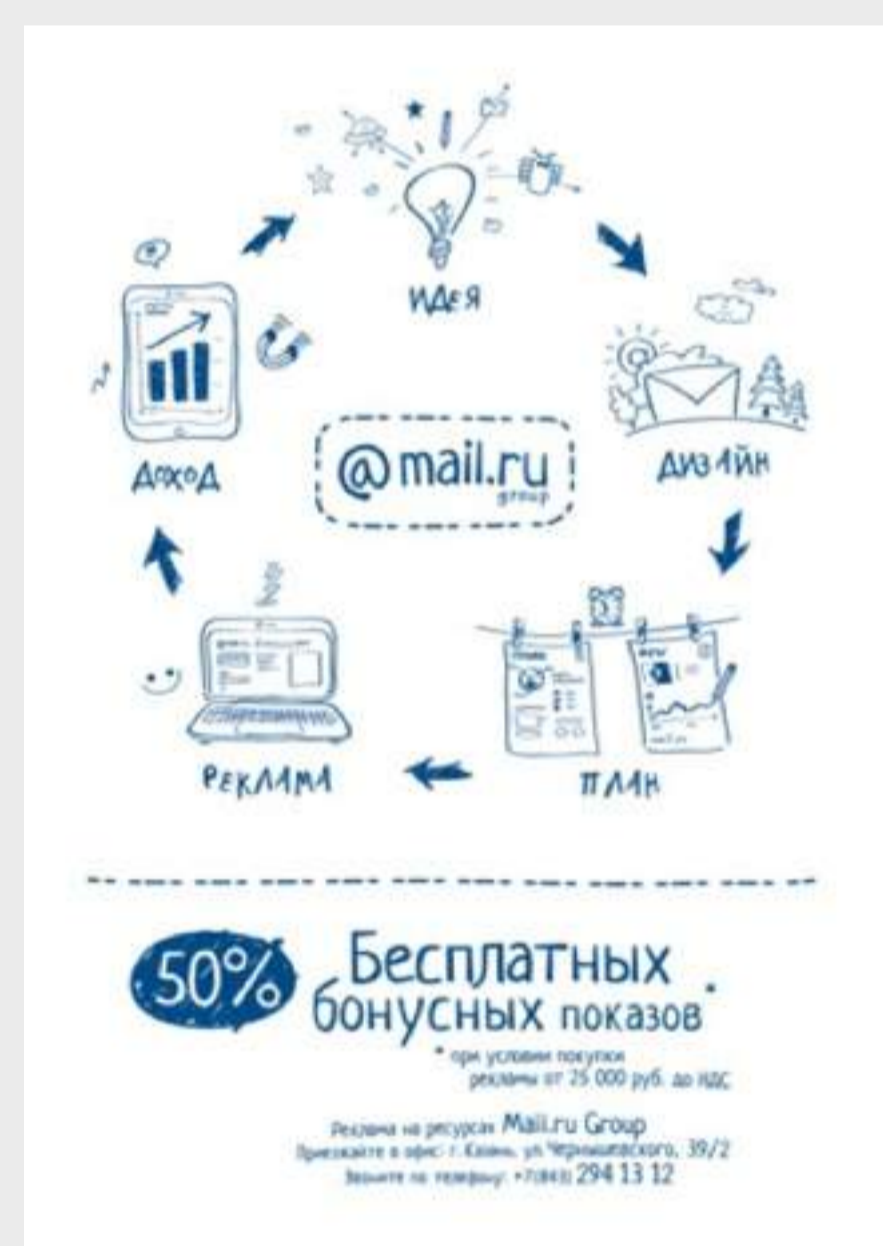 ИДЕЯ
ДИЗАЙН
ПЛАН
РЕКЛАМА
ДОХОД
@mail.ru
group
50%
Бесплатных
бонусных показов*
* при условии покупки
рекламы от 25 000 руб. до НДС
Реклама на ресурсах Mail.ru Group
Приезжайте в офис: г. Казань, ул. Чернышевского, 39/2
Звоните по телефону: +7(843) 294 13 12